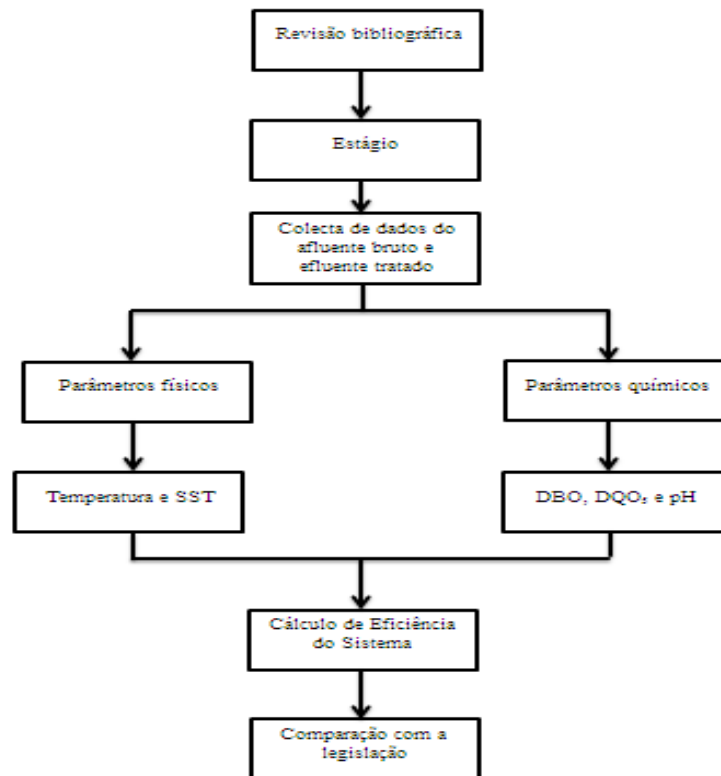 Revisão bibliográfica
Estágio
Colecta de dados do
afluente bruto e
efluente tratado
Parâmetros físicos
Parâmetros químicos
Temperatura e SST
DBO, DQO₅ e pH
Cálculo de Eficiência
do Sistema
Comparação com a
legislação